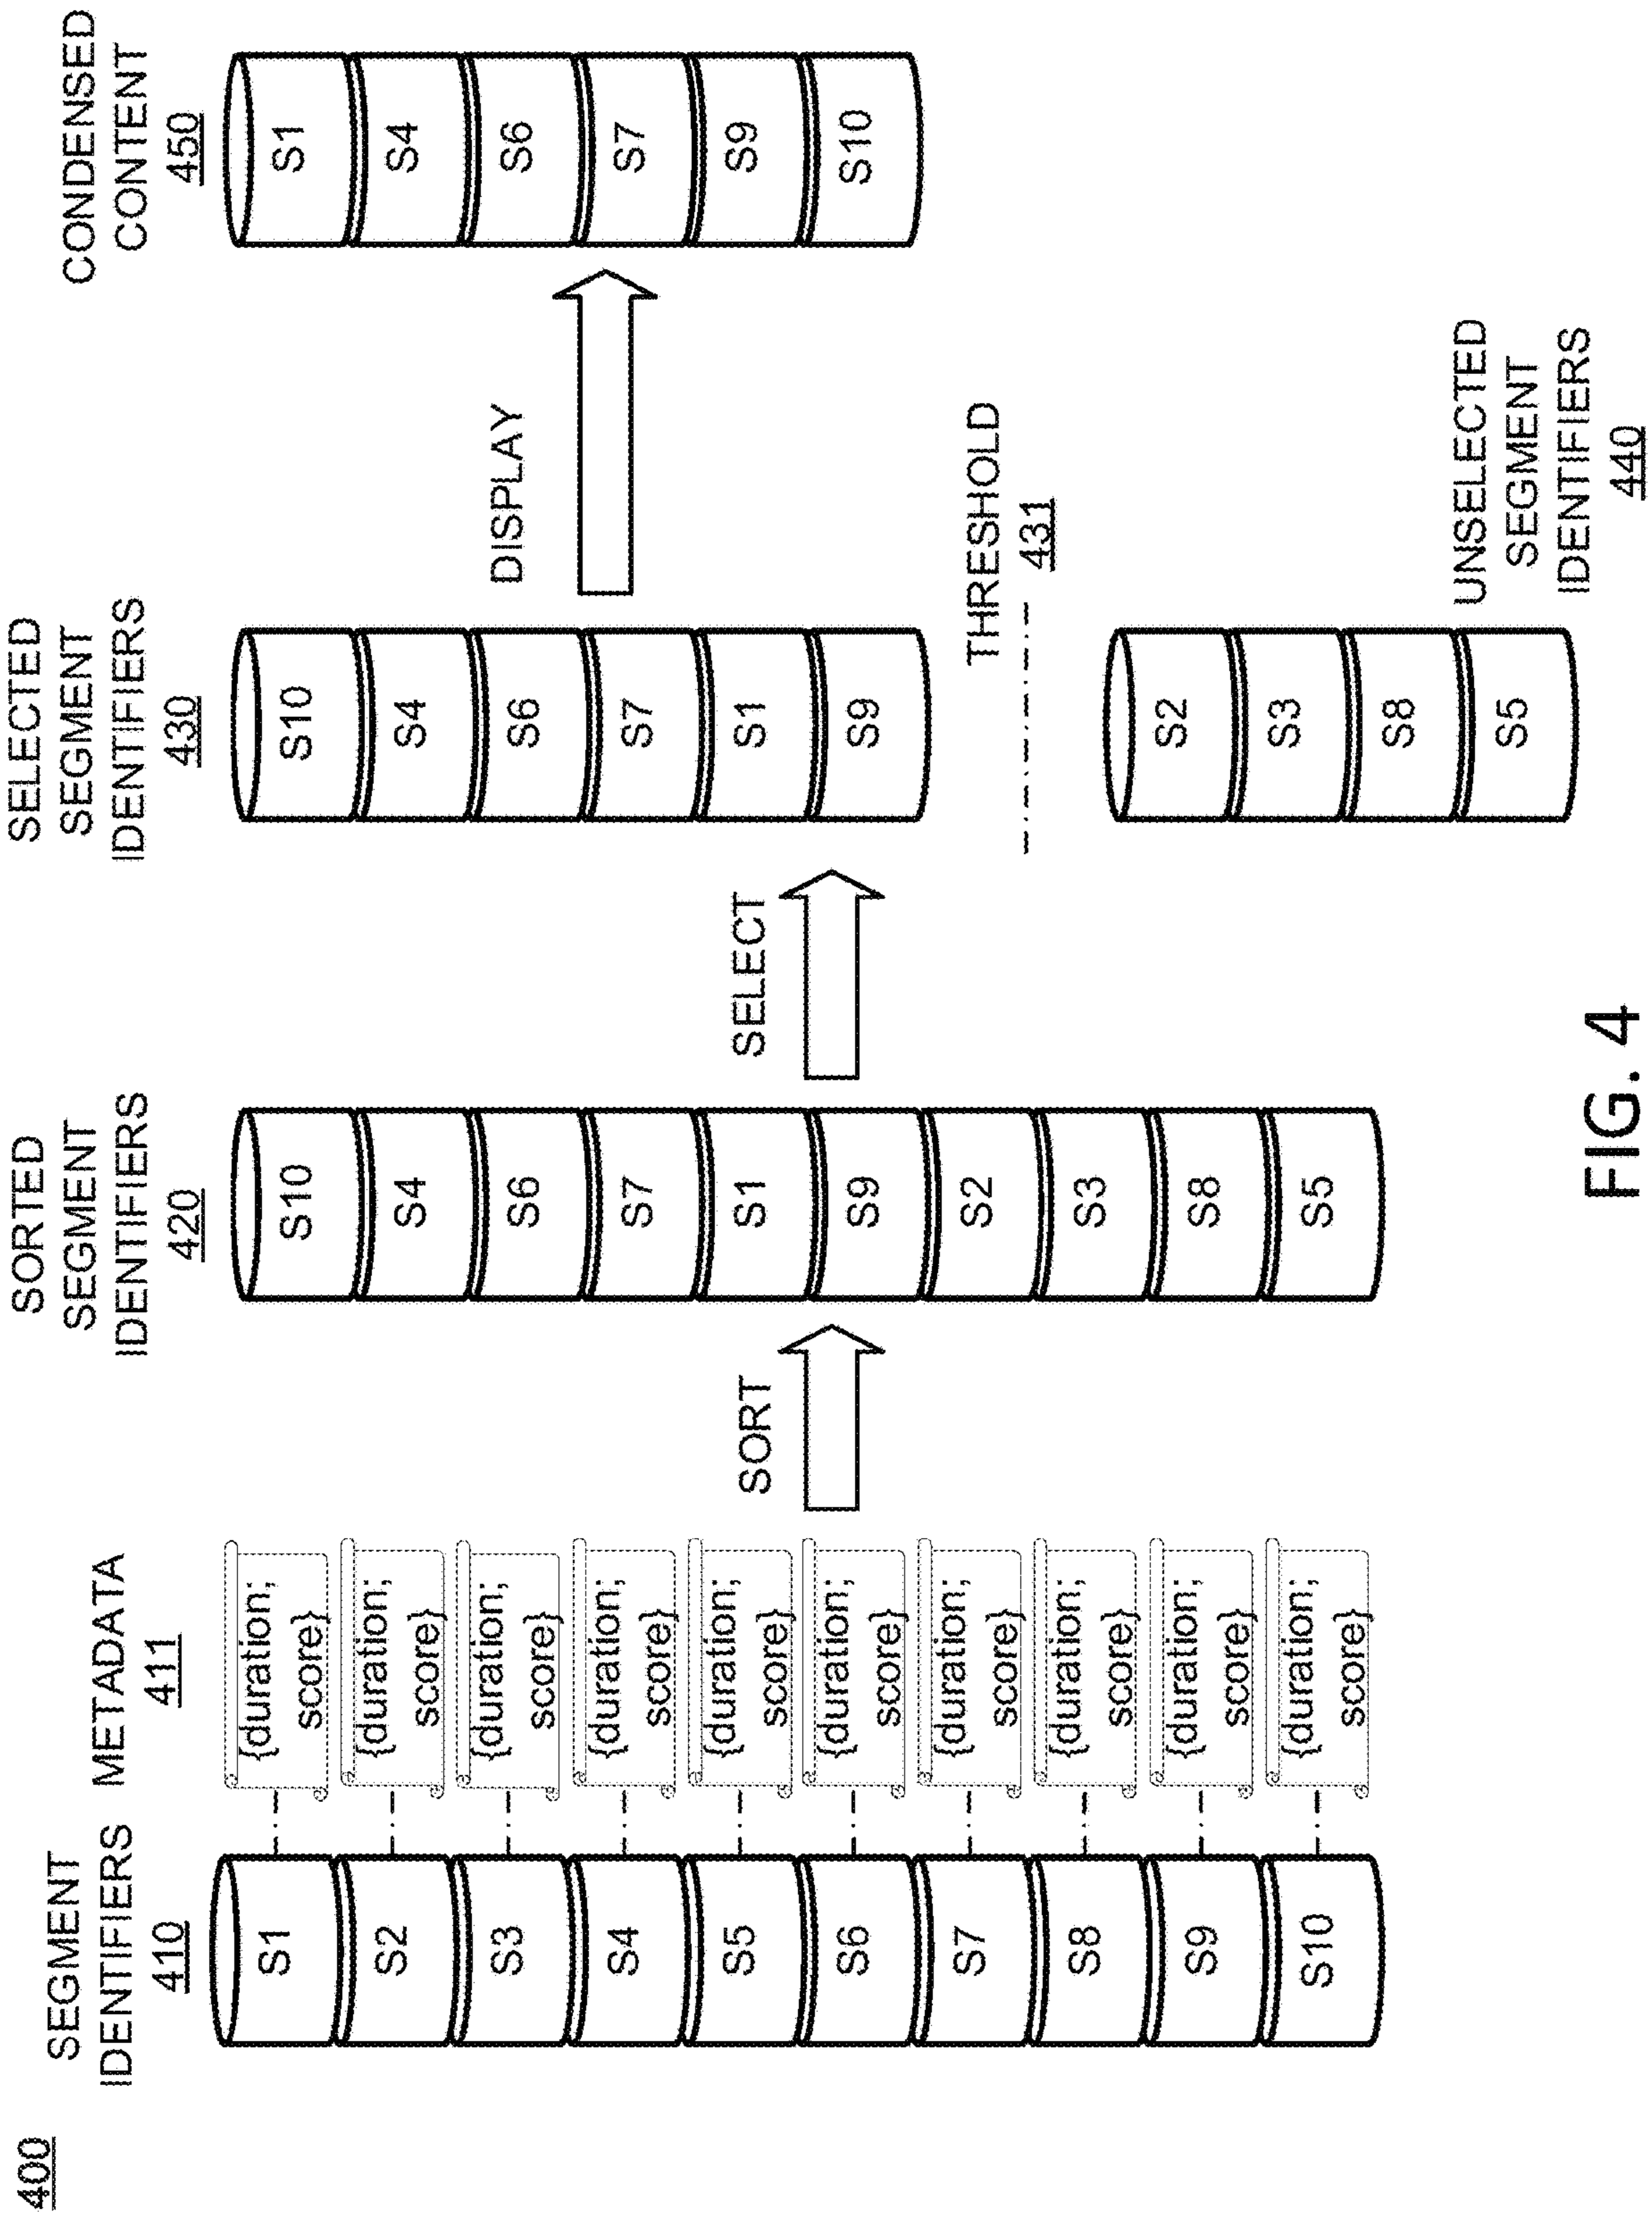 400
SEGMENT
IDENTIFIERS
410
S1
S2
S3
S4
S5
S6
S7
S8
S9
S10
METADATA
411
{duration;
score}
{duration;
score}
{duration;
score}
{duration;
score}
{duration;
score}
{duration;
score}
{duration;
score}
{duration;
score}
{duration;
score}
{duration;
score}
SORT
SORTED
SEGMENT
IDENTIFIERS
420
S10
S4
S6
S7
S1
S9
S2
S3
S8
S5
SELECT
SELECTED
SEGMENT
IDENTIFIERS
430
S10
S4
S6
S7
S1
S9
THRESHOLD
431
S2
S3
S8
S5
UNSELECTED
SEGMENT
IDENTIFIERS
440
DISPLAY
CONDENSED
CONTENT
450
S1
S4
S6
S7
S9
S10
FIG. 4